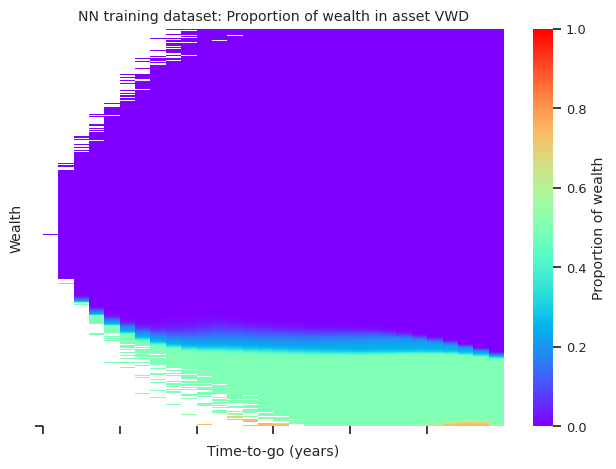 NN training dataset: Proportion of wealth in asset VWD
Wealth
Time-to-go (years)
1.0
0.8
0.6
0.4
0.2
0.0
Proportion of wealth